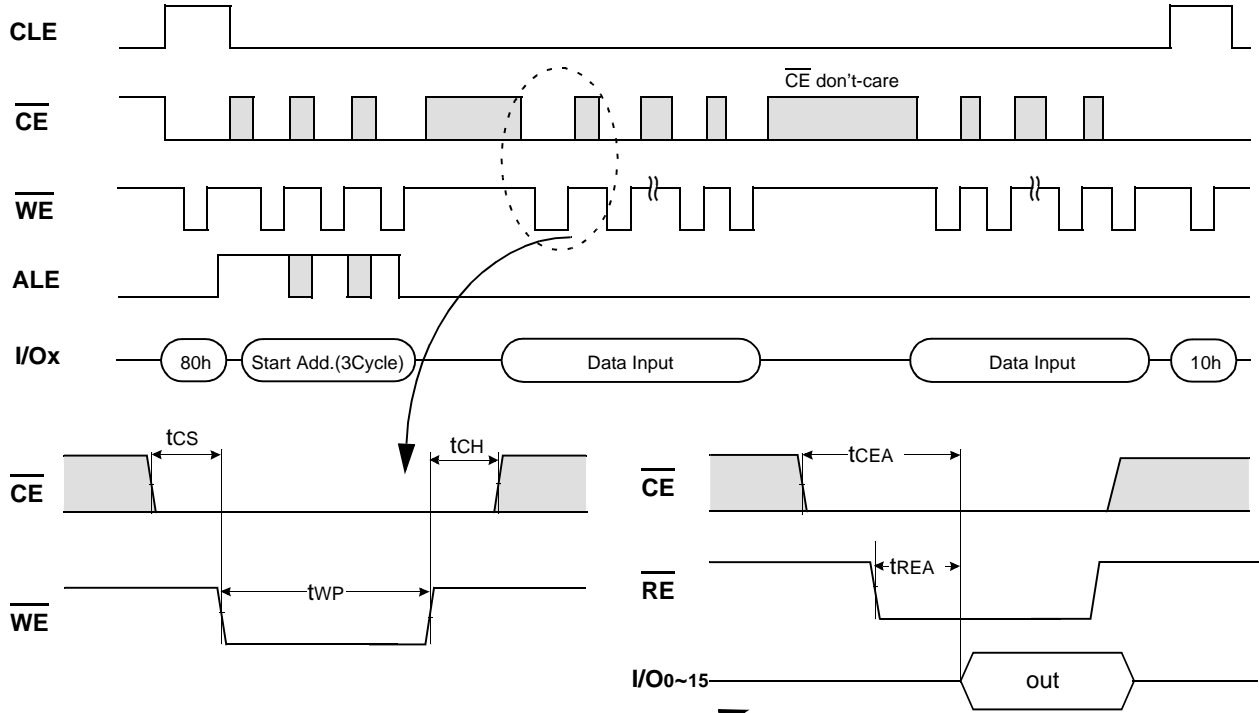 CLE
CE don't-care
CE
WE
ALE
I/Ox
80h
Start Add.(3Cycle)
Data Input
Data Input
10h
tCS
tCH
CE
tWP
WE
tCEA
CE
tREA
RE
I/O0~15
out